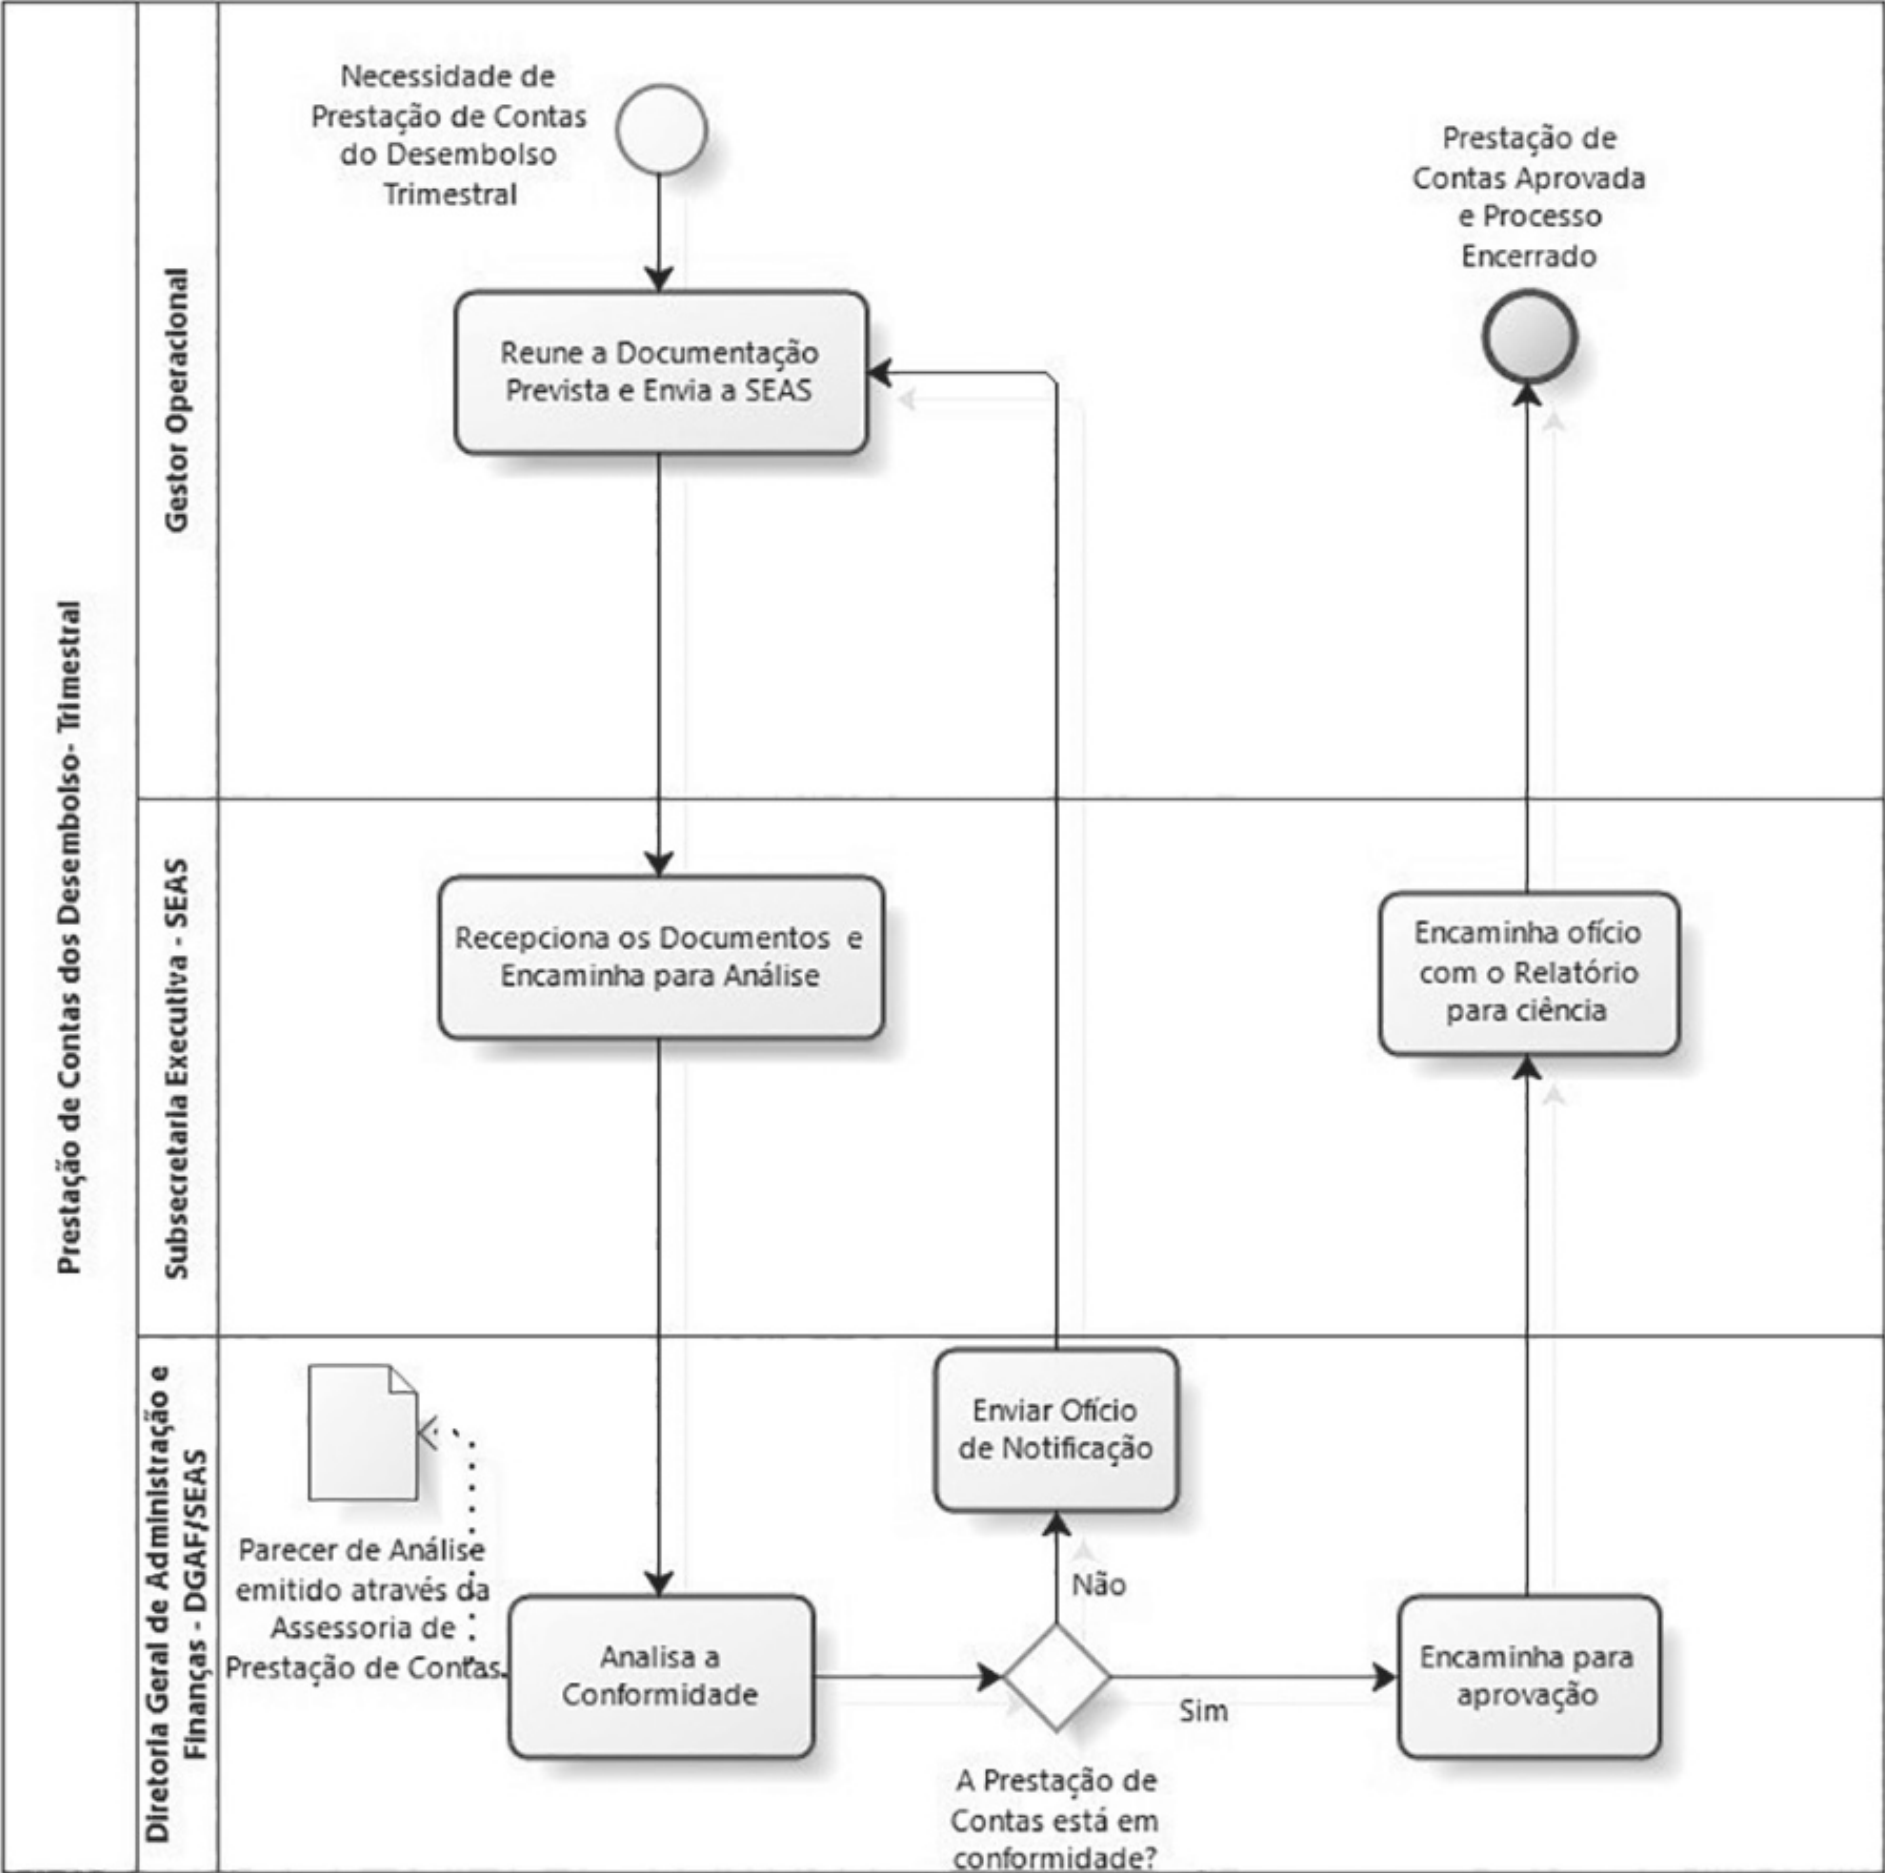 Prestação de Contas dos Desembolso- Trimestral
Gestor Operacional
Necessidade de
Prestação de Contas
do Desembolso
Trimestral
Prestação de
Contas Aprovada
e Processo
Encerrado
Reune a Documentação
Prevista e Envia a SEAS
Subsecretaria Executiva - SEAS
Recepciona os Documentos e
Encaminha para Análise
Encaminha ofício
com o Relatório
para ciência
Diretoria Geral de Administração e
Finanças - DGAF/SEAS
Parecer de Análise
emitido através da
Assessoria de
Prestação de Contas
Analisa a
Conformidade
Enviar Ofício
de Notificação
Não
Sim
A Prestação de
Contas está em
conformidade?
Encaminha para
aprovação